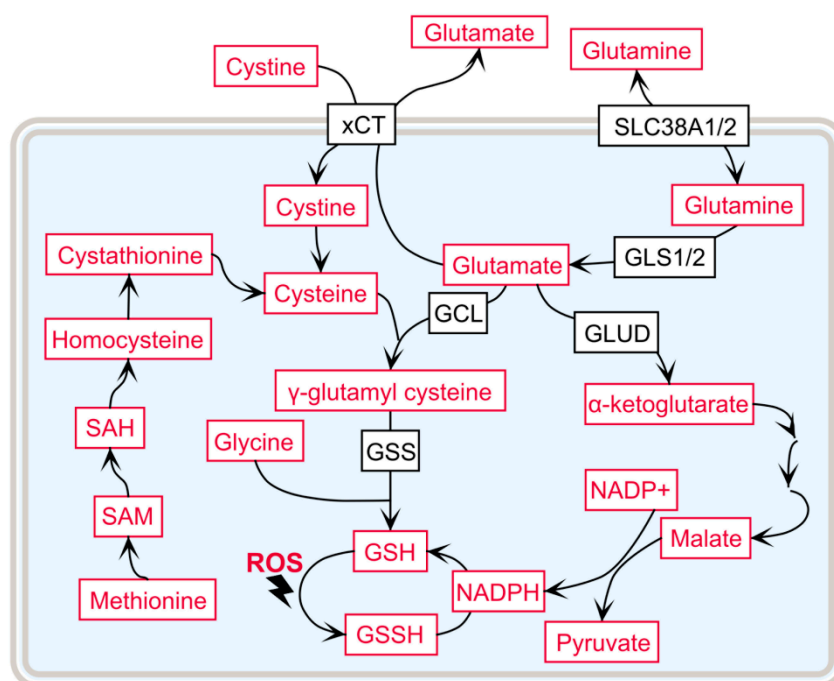 Glutamate
Glutamine
Cystine
xCT
SLC38A1/2
Cystine
Glutamine
Cystathionine
Glutamate
GLS1/2
Cysteine
GCL
Homocysteine
GLUD
γ-glutamyl cysteine
α-ketoglutarate
SAH
Glycine
GSS
NADP+
SAM
Malate
ROS
GSH
Methionine
NADPH
GSSH
Pyruvate